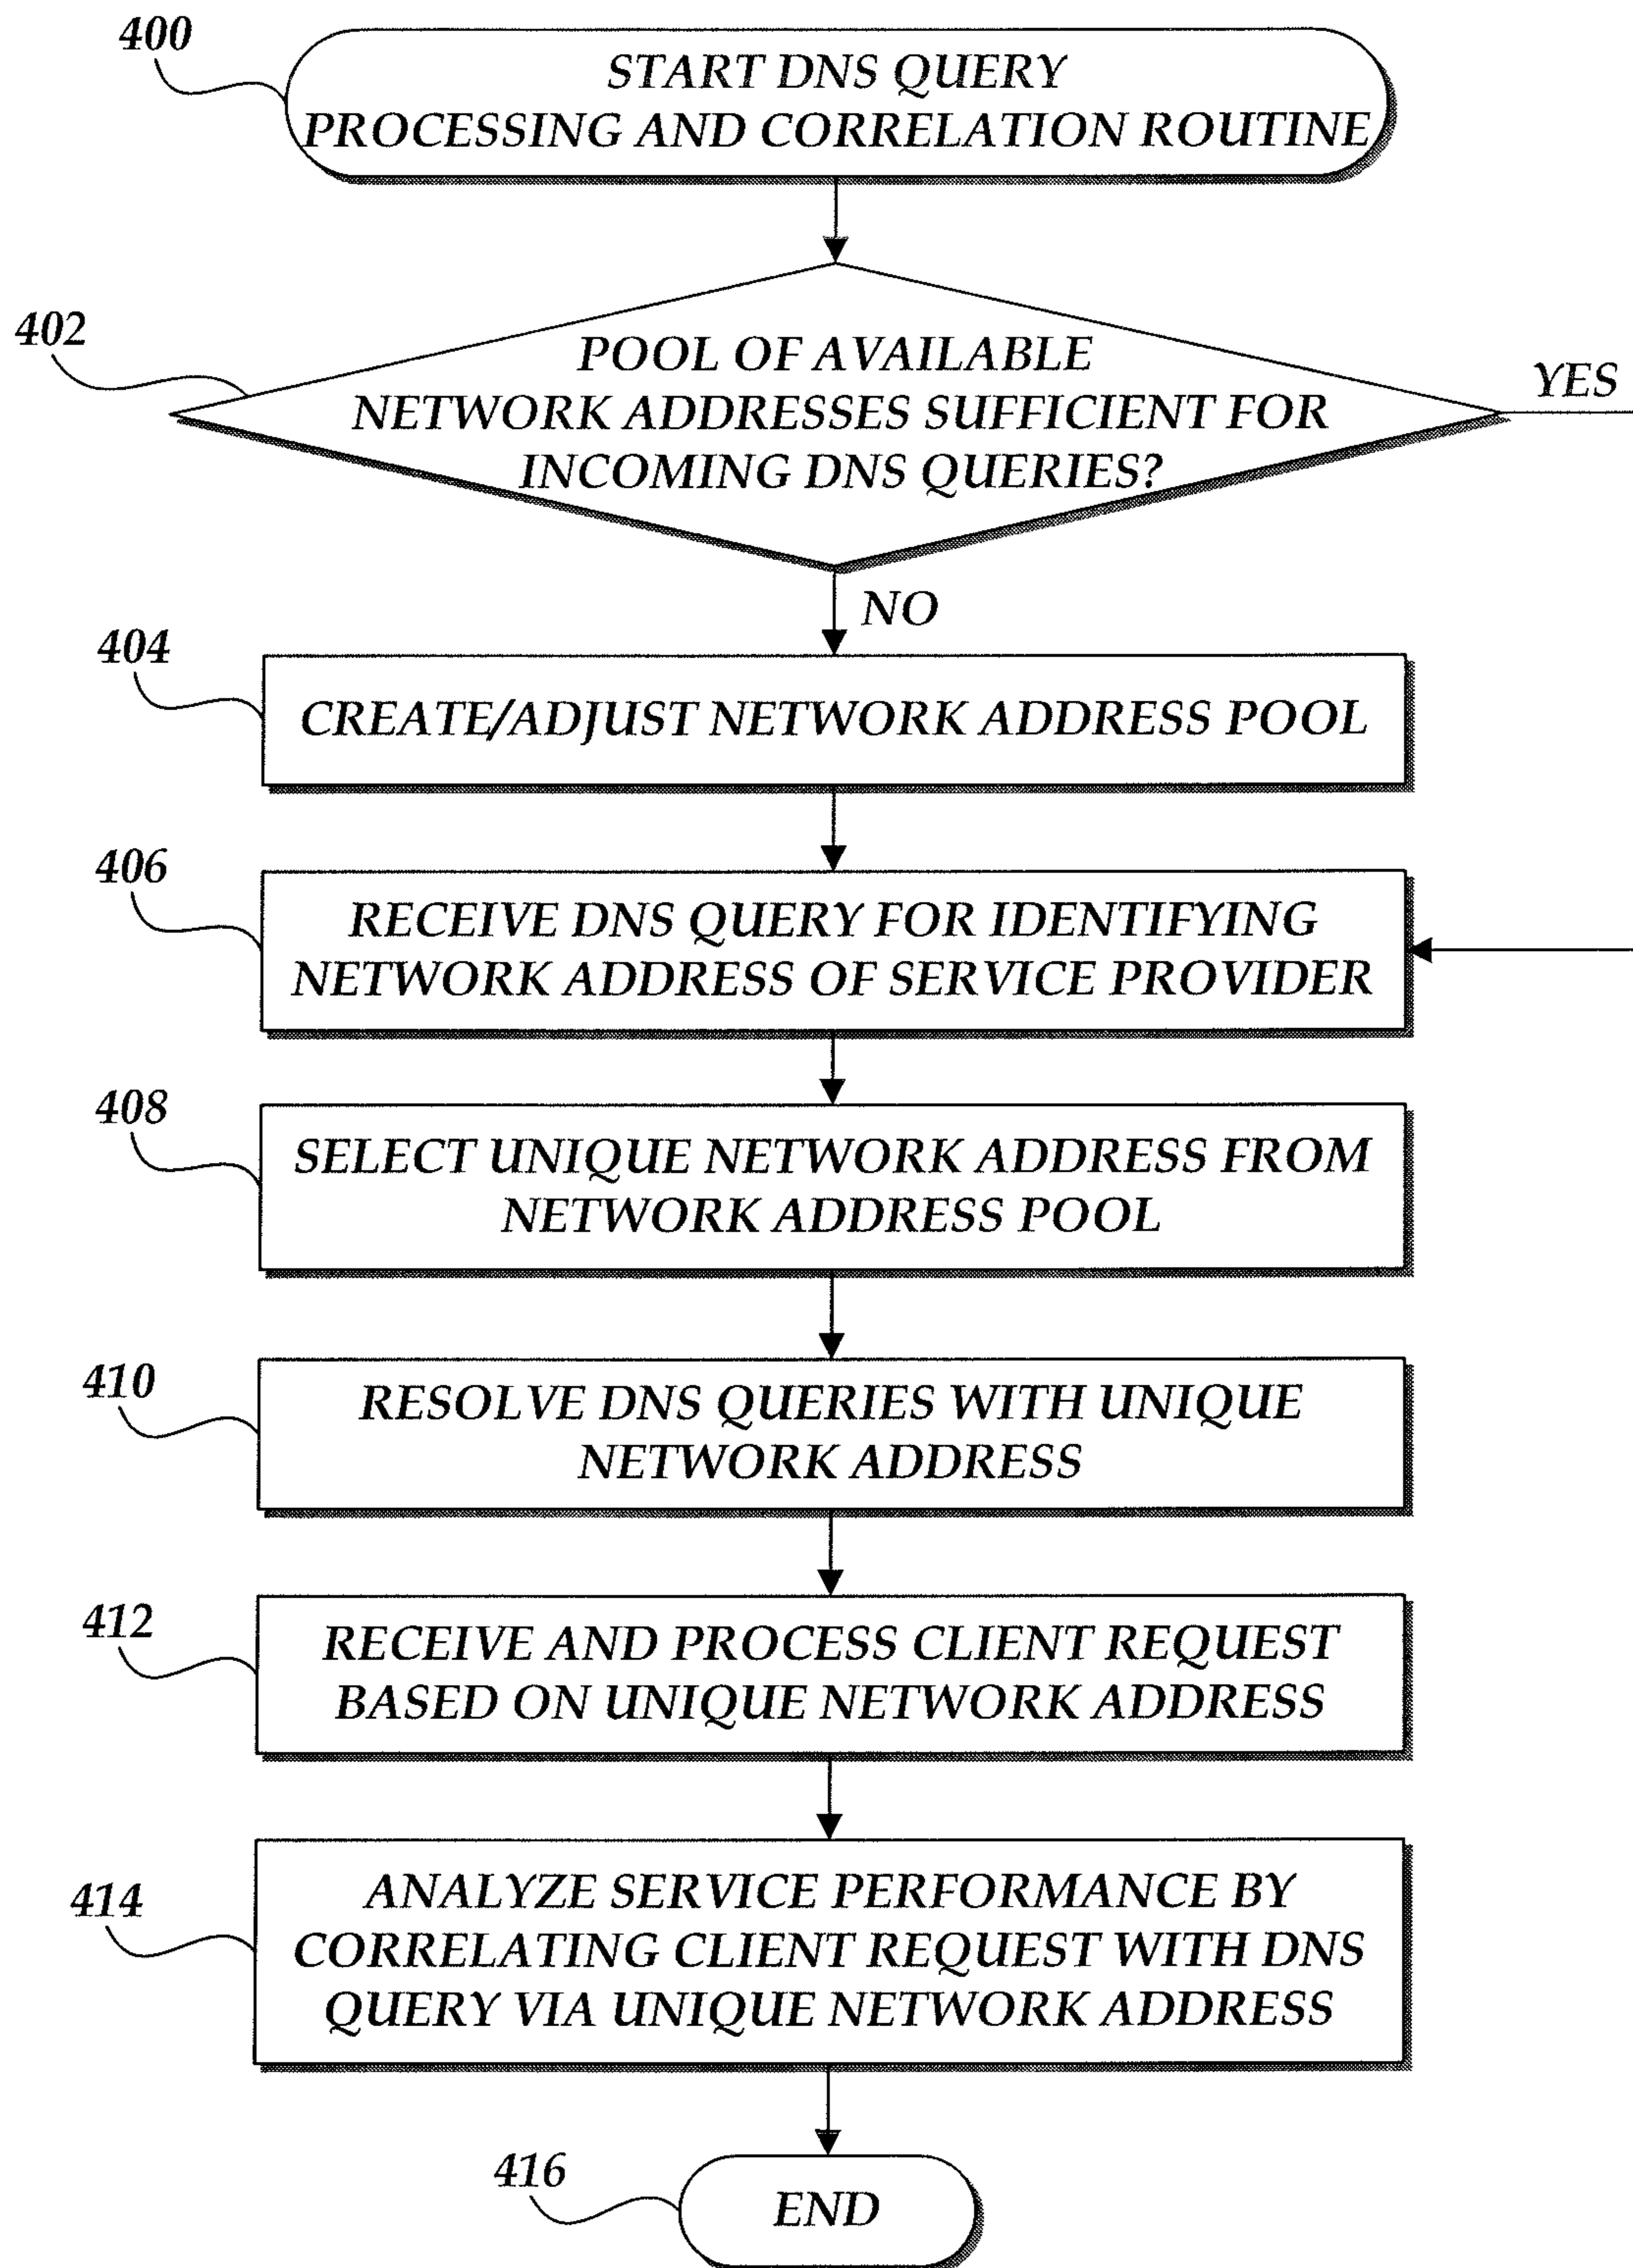 400
START DNS QUERY
PROCESSING AND CORRELATION ROUTINE
402
POOL OF AVAILABLE
NETWORK ADDRESSES SUFFICIENT FOR
INCOMING DNS QUERIES?
YES
NO
404
CREATE/ADJUST NETWORK ADDRESS POOL
406
RECEIVE DNS QUERY FOR IDENTIFYING
NETWORK ADDRESS OF SERVICE PROVIDER
408
SELECT UNIQUE NETWORK ADDRESS FROM
NETWORK ADDRESS POOL
410
RESOLVE DNS QUERIES WITH UNIQUE
NETWORK ADDRESS
412
RECEIVE AND PROCESS CLIENT REQUEST
BASED ON UNIQUE NETWORK ADDRESS
414
ANALYZE SERVICE PERFORMANCE BY
CORRELATING CLIENT REQUEST WITH DNS
QUERY VIA UNIQUE NETWORK ADDRESS
416
END